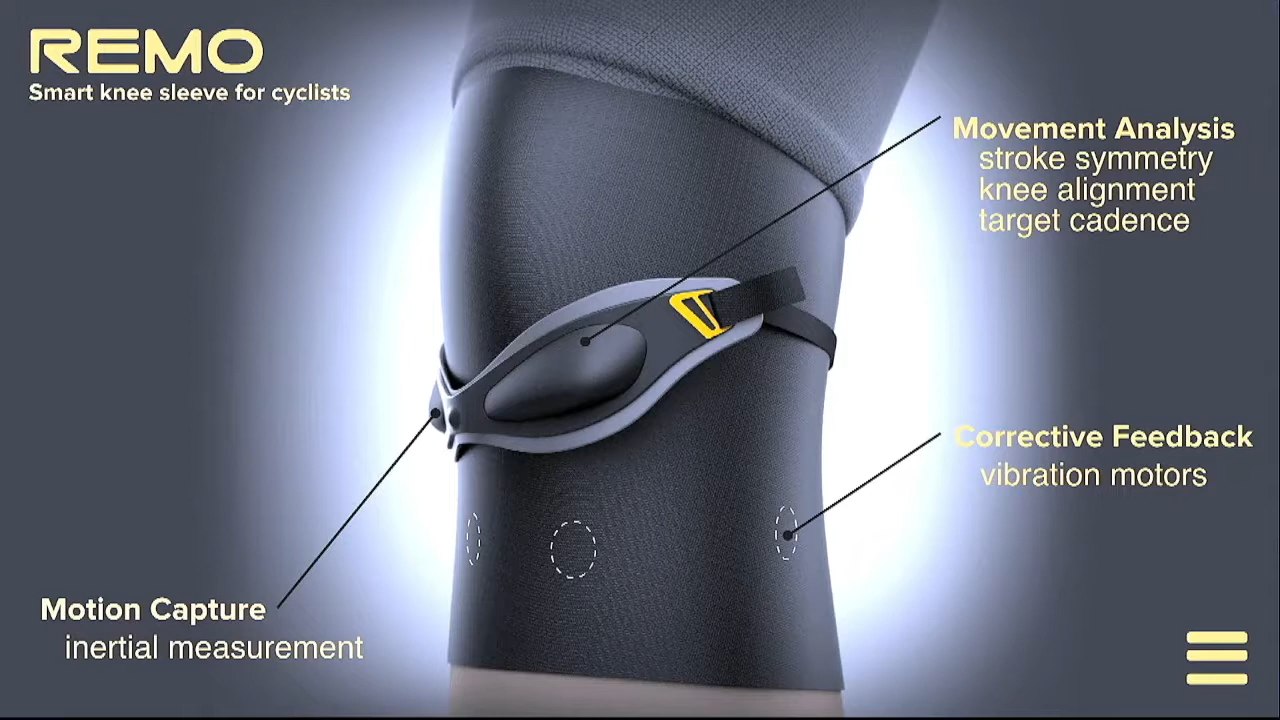 REMO
Smart knee sleeve for cyclists
Movement Analysis
stroke symmetry
knee alignment
target cadence
Corrective Feedback
vibration motors
Motion Capture
inertial measurement